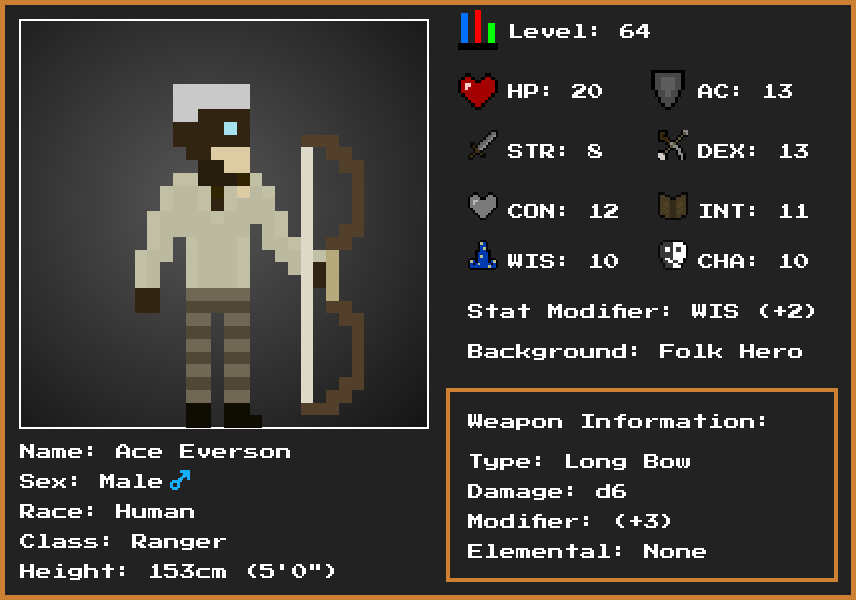 Level: 64
HP: 20 AC: 13
STR: 8 DEX: 13
CON: 12 INT: 11
WIS: 10 CHA: 10
Stat Modifier: WIS (+2)
Background: Folk Hero
Name: Ace Everson
Sex: Male♂
Race: Human
Class: Ranger
Height: 153cm (5'0")
Weapon Information:
Type: Long Bow
Damage: d6
Modifier: (+3)
Elemental: None